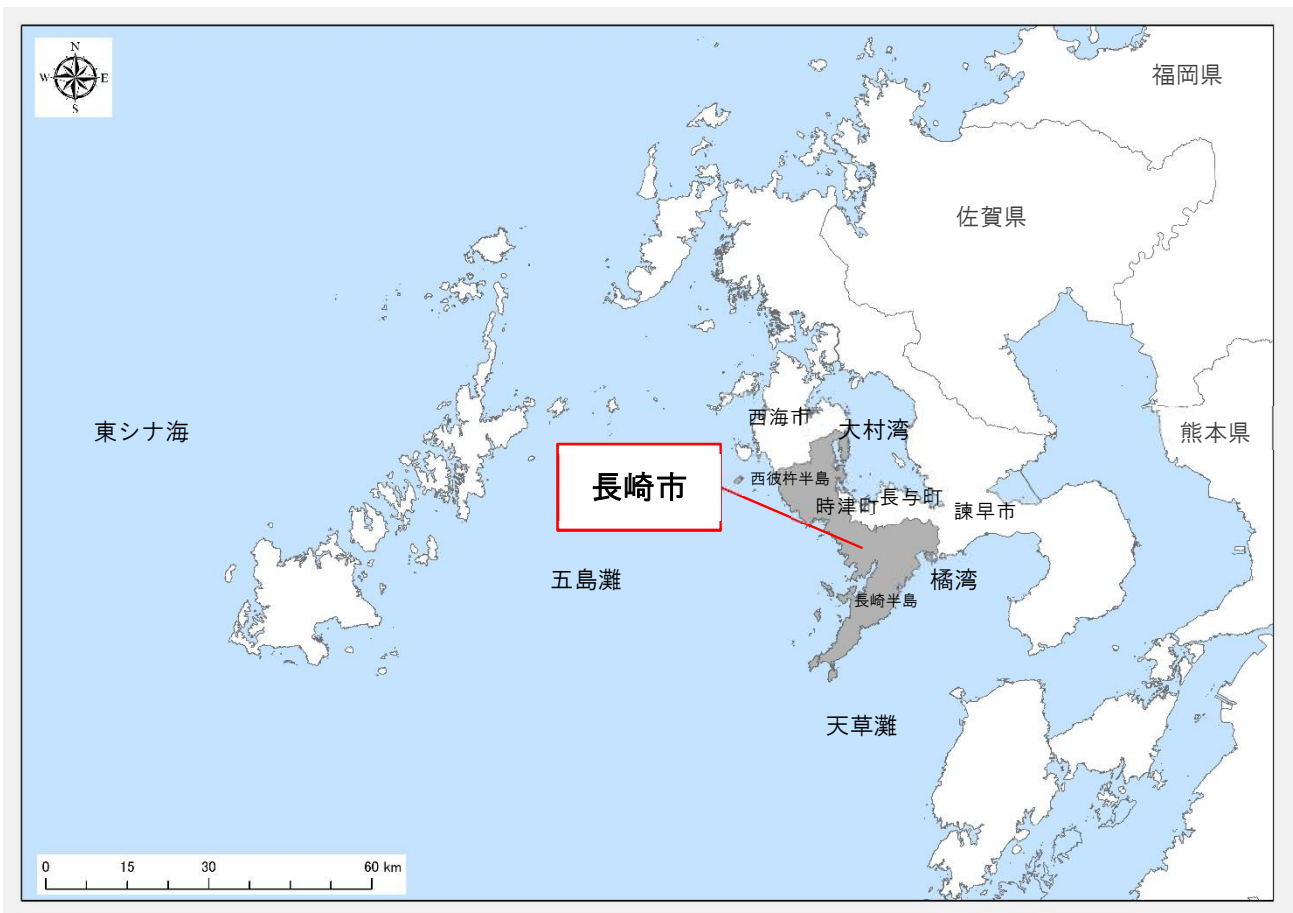 N
W
E
S
福岡県
佐賀県
東シナ海
西海市
大村湾
熊本県
長崎市
西彼杵半島
時津町
長与町
諫早市
五島灘
橘湾
長崎半島
天草灘
0 15 30 60 km